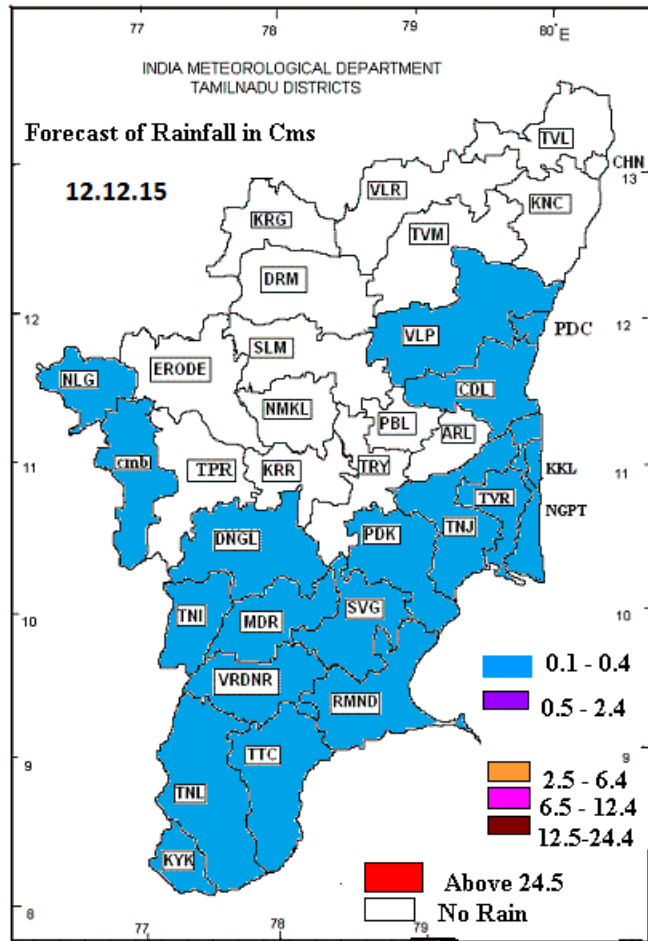 77 78 79 80°E
INDIA METEOROLOGICAL DEPARTMENT
TAMILNADU DISTRICTS
Forecast of Rainfall in Cms
TVL
CHN
13
12.12.15
VLR
KNC
KRG
TVM
DRM
12
12
VLP
PDC
SLM
ERODE
NLG
CDL
NMKL
PBL
ARL
11
cmb
TPR
KRR
TRY
KKL
11
TVR
NGPT
TNJ
DNGL
PDK
10
TNI
MDR
SVG
10
VRDNR
RMND
0.1 - 0.4
0.5 - 2.4
9
TTC
9
TNL
2.5 - 6.4
6.5 - 12.4
12.5-24.4
KYK
Above 24.5
8
No Rain
77 78 79